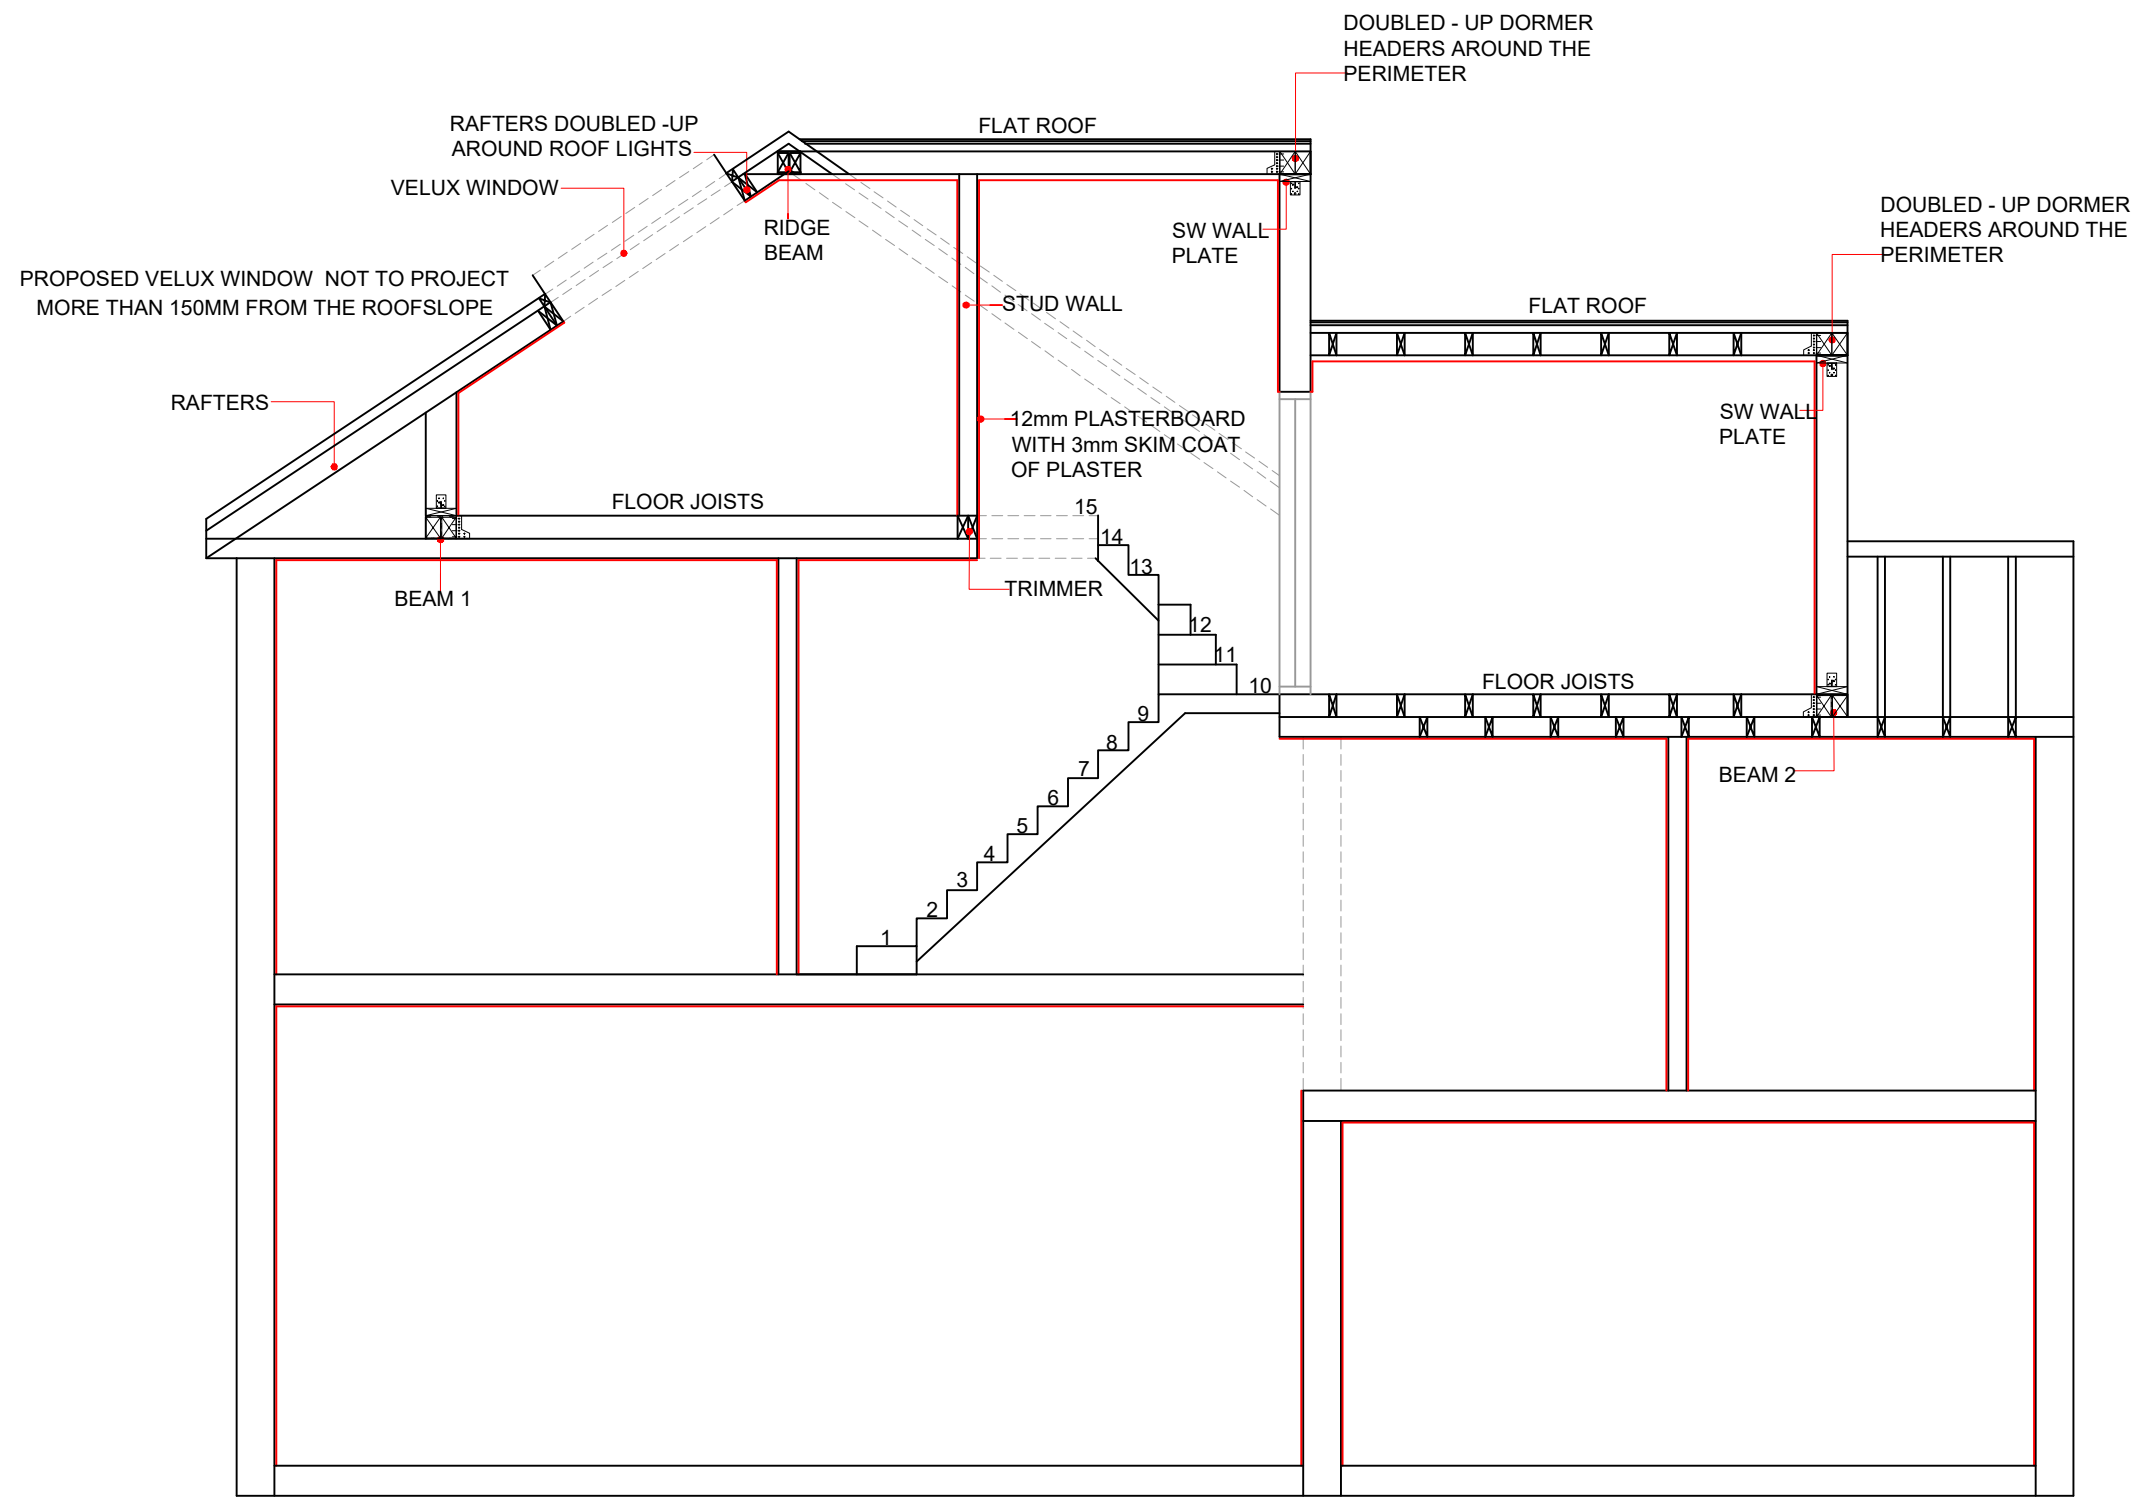 DOUBLED - UP DORMER
HEADERS AROUND THE
PERIMETER
RAFTERS DOUBLED -UP
AROUND ROOF LIGHTS
FLAT ROOF
VELUX WINDOW
RIDGE
BEAM
SW WALL
PLATE
DOUBLED - UP DORMER
HEADERS AROUND THE
PERIMETER
PROPOSED VELUX WINDOW  NOT TO PROJECT
MORE THAN 150MM FROM THE ROOFSLOPE
STUD WALL
FLAT ROOF
RAFTERS
12mm PLASTERBOARD
WITH 3mm SKIM COAT
OF PLASTER
SW WALL
PLATE
FLOOR JOISTS
15
14
13
BEAM 1
TRIMMER
12
11
10
FLOOR JOISTS
9
8
7
BEAM 2
6
5
4
3
2
1